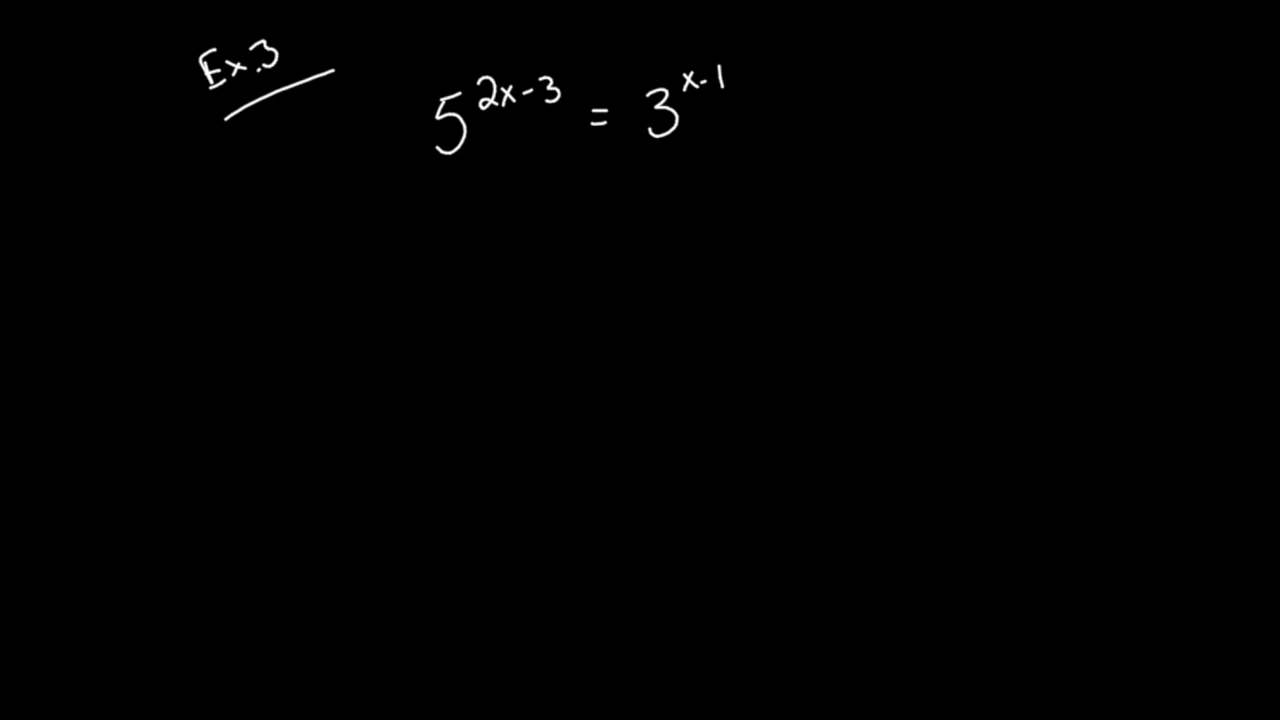 Ex.3
5^{2x-3} = 3^{x-1}